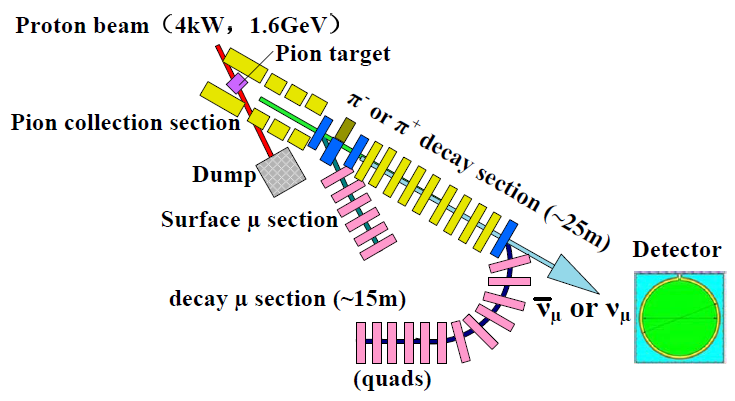 Proton beam（4kW，1.6GeV）
Pion target
π⁻ or π⁺ decay section (~25m)
Pion collection section
Dump
Surface μ section
Detector
decay μ section (~15m)
ν̅μ or νμ
(quads)